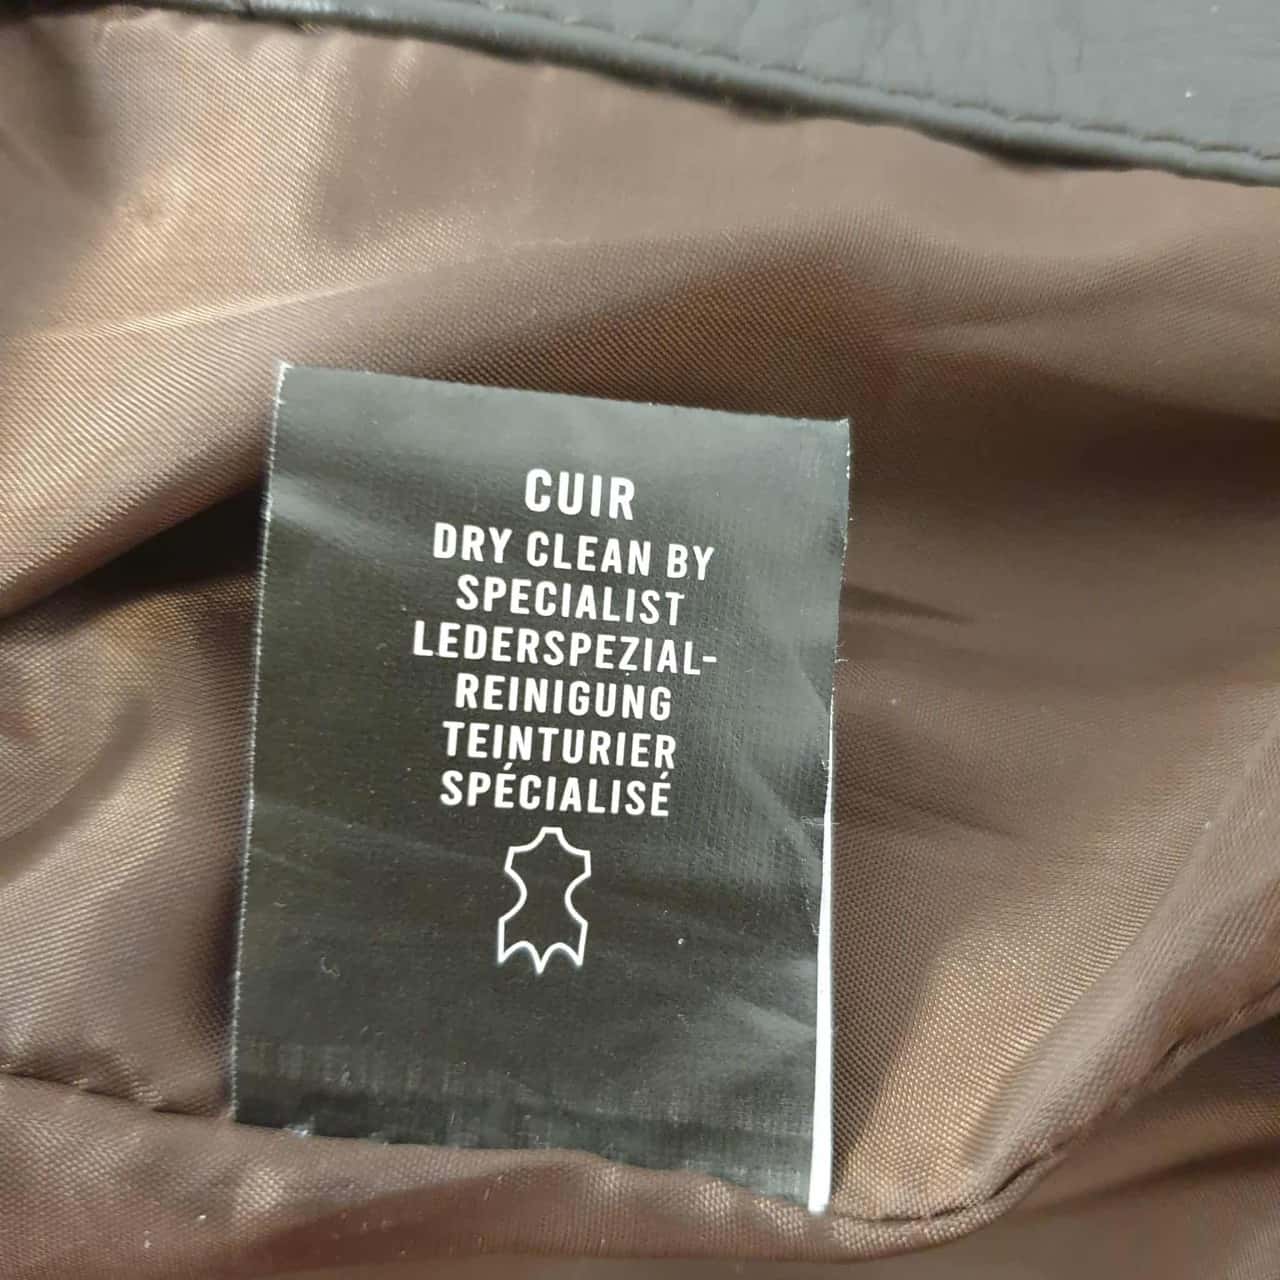 CUIR
DRY CLEAN BY
SPECIALIST
LEDERSPEZIAL-
REINIGUNG
TEINTURIER
SPÉCIALISÉ